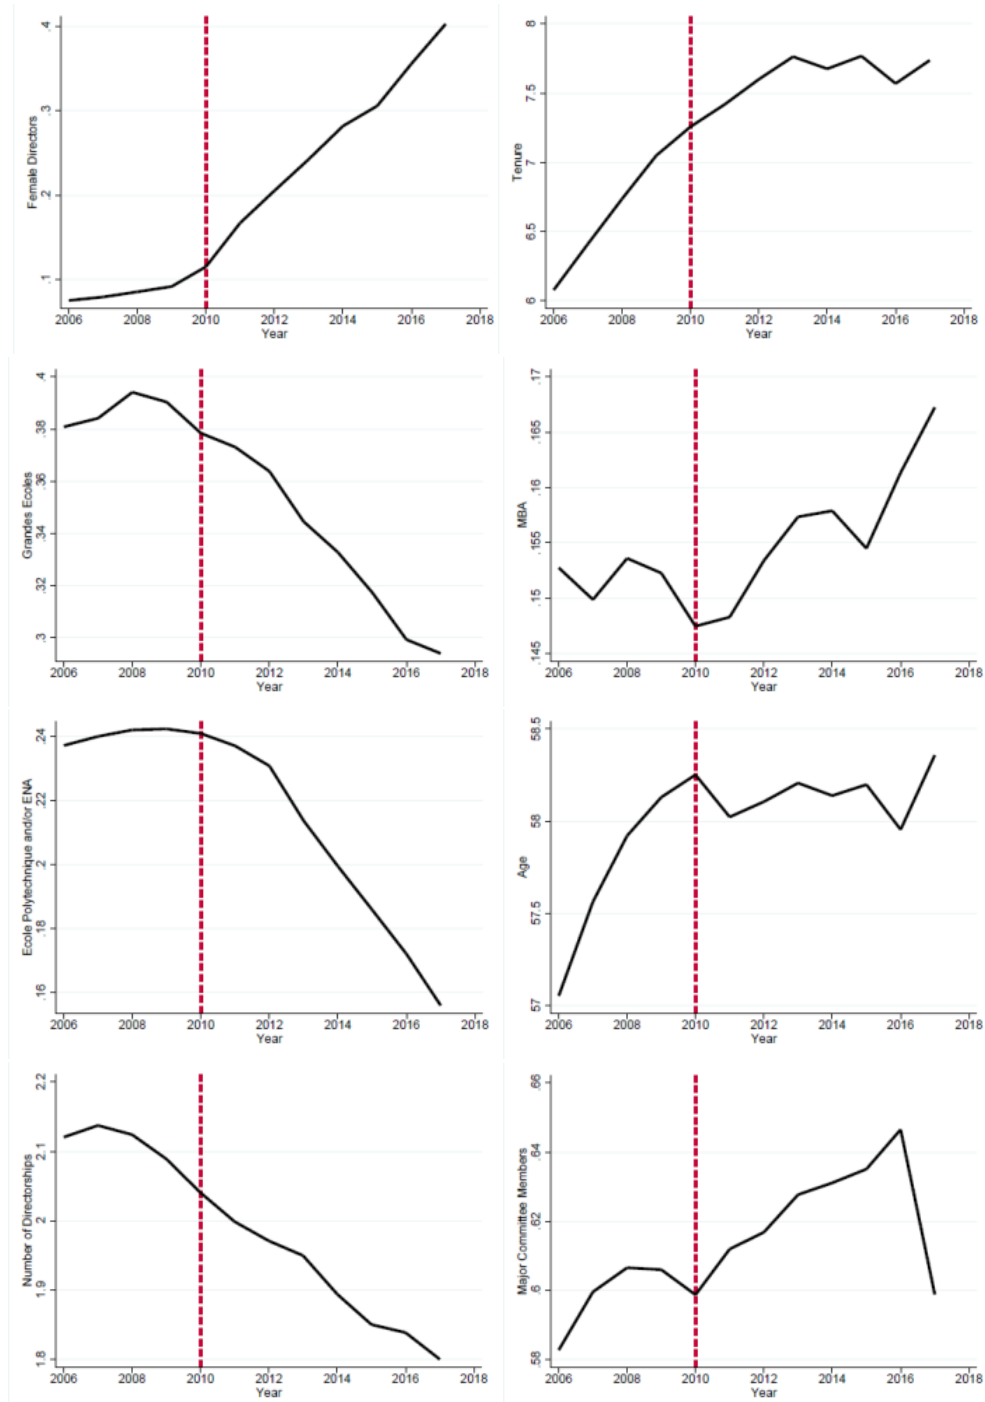 Female Directors
.4
.3
.2
.1
2006 2008 2010 2012 2014 2016 2018
Year
Tenure
8
7.5
7
6.5
6
2006 2008 2010 2012 2014 2016 2018
Year
Grandes Ecoles
.4
.38
.36
.34
.32
.3
2006 2008 2010 2012 2014 2016 2018
Year
MBA
.17
.165
.16
.155
.15
.145
2006 2008 2010 2012 2014 2016 2018
Year
Ecole Polytechnique and/or ENA
.24
.22
.2
.18
.16
2006 2008 2010 2012 2014 2016 2018
Year
Age
58.5
58
57.5
57
2006 2008 2010 2012 2014 2016 2018
Year
Number of Directorships
2.2
2.1
2
1.9
1.8
2006 2008 2010 2012 2014 2016 2018
Year
Major Committee Members
.66
.64
.62
.6
.58
2006 2008 2010 2012 2014 2016 2018
Year